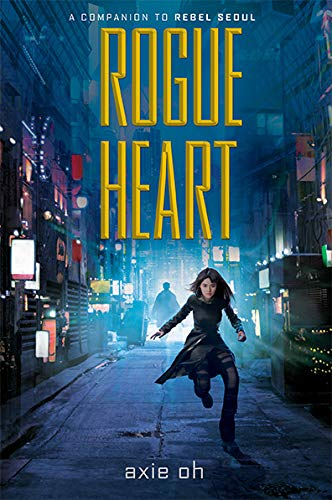 A COMPANION TO REBEL SEOUL
ROGUE
HEART
axie oh